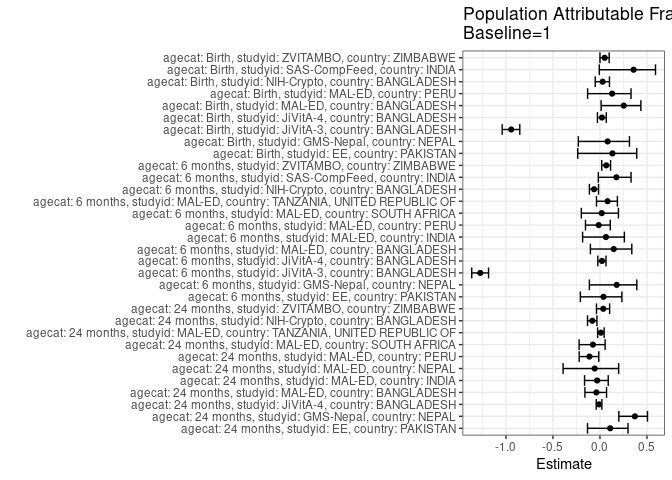 Population Attributable Fra
Baseline=1
agecat: Birth, studyid: ZVITAMBO, country: ZIMBABWE
agecat: Birth, studyid: SAS-CompFeed, country: INDIA
agecat: Birth, studyid: NIH-Crypto, country: BANGLADESH
agecat: Birth, studyid: MAL-ED, country: PERU
agecat: Birth, studyid: MAL-ED, country: BANGLADESH
agecat: Birth, studyid: JiVitA-4, country: BANGLADESH
agecat: Birth, studyid: JiVitA-3, country: BANGLADESH
agecat: Birth, studyid: GMS-Nepal, country: NEPAL
agecat: Birth, studyid: EE, country: PAKISTAN
agecat: 6 months, studyid: ZVITAMBO, country: ZIMBABWE
agecat: 6 months, studyid: SAS-CompFeed, country: INDIA
agecat: 6 months, studyid: NIH-Crypto, country: BANGLADESH
agecat: 6 months, studyid: MAL-ED, country: TANZANIA, UNITED REPUBLIC OF
agecat: 6 months, studyid: MAL-ED, country: SOUTH AFRICA
agecat: 6 months, studyid: MAL-ED, country: PERU
agecat: 6 months, studyid: MAL-ED, country: INDIA
agecat: 6 months, studyid: MAL-ED, country: BANGLADESH
agecat: 6 months, studyid: JiVitA-4, country: BANGLADESH
agecat: 6 months, studyid: JiVitA-3, country: BANGLADESH
agecat: 6 months, studyid: GMS-Nepal, country: NEPAL
agecat: 6 months, studyid: EE, country: PAKISTAN
agecat: 24 months, studyid: ZVITAMBO, country: ZIMBABWE
agecat: 24 months, studyid: NIH-Crypto, country: BANGLADESH
agecat: 24 months, studyid: MAL-ED, country: TANZANIA, UNITED REPUBLIC OF
agecat: 24 months, studyid: MAL-ED, country: SOUTH AFRICA
agecat: 24 months, studyid: MAL-ED, country: PERU
agecat: 24 months, studyid: MAL-ED, country: NEPAL
agecat: 24 months, studyid: MAL-ED, country: INDIA
agecat: 24 months, studyid: MAL-ED, country: BANGLADESH
agecat: 24 months, studyid: JiVitA-4, country: BANGLADESH
agecat: 24 months, studyid: GMS-Nepal, country: NEPAL
agecat: 24 months, studyid: EE, country: PAKISTAN
-1.0 -0.5 0.0 0.5
Estimate